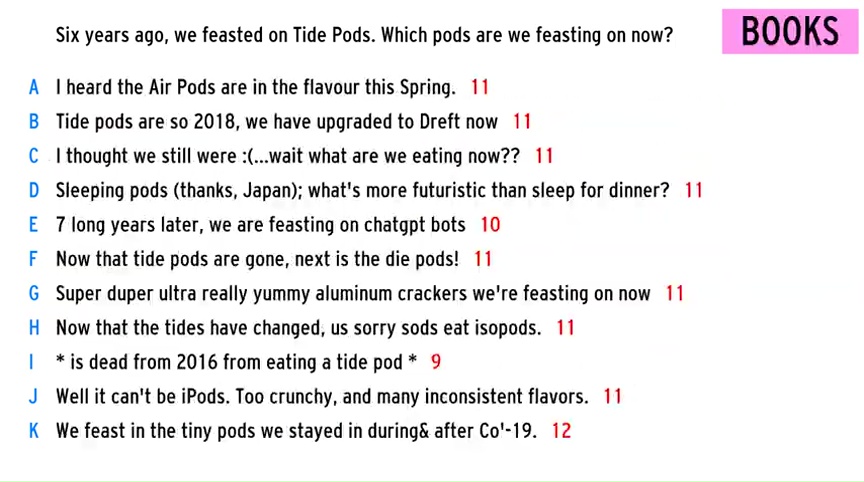 Six years ago, we feasted on Tide Pods. Which pods are we feasting on now?
BOOKS
A I heard the Air Pods are in the flavour this Spring. 11
B Tide pods are so 2018, we have upgraded to Dreft now 11
C I thought we still were :(...wait what are we eating now?? 11
D Sleeping pods (thanks, Japan); what's more futuristic than sleep for dinner? 11
E 7 long years later, we are feasting on chatgpt bots 10
F Now that tide pods are gone, next is the die pods! 11
G Super duper ultra really yummy aluminum crackers we're feasting on now 11
H Now that the tides have changed, us sorry sods eat isopods. 11
I * is dead from 2016 from eating a tide pod * 9
J Well it can't be iPods. Too crunchy, and many inconsistent flavors. 11
K We feast in the tiny pods we stayed in during& after Co'-19. 12